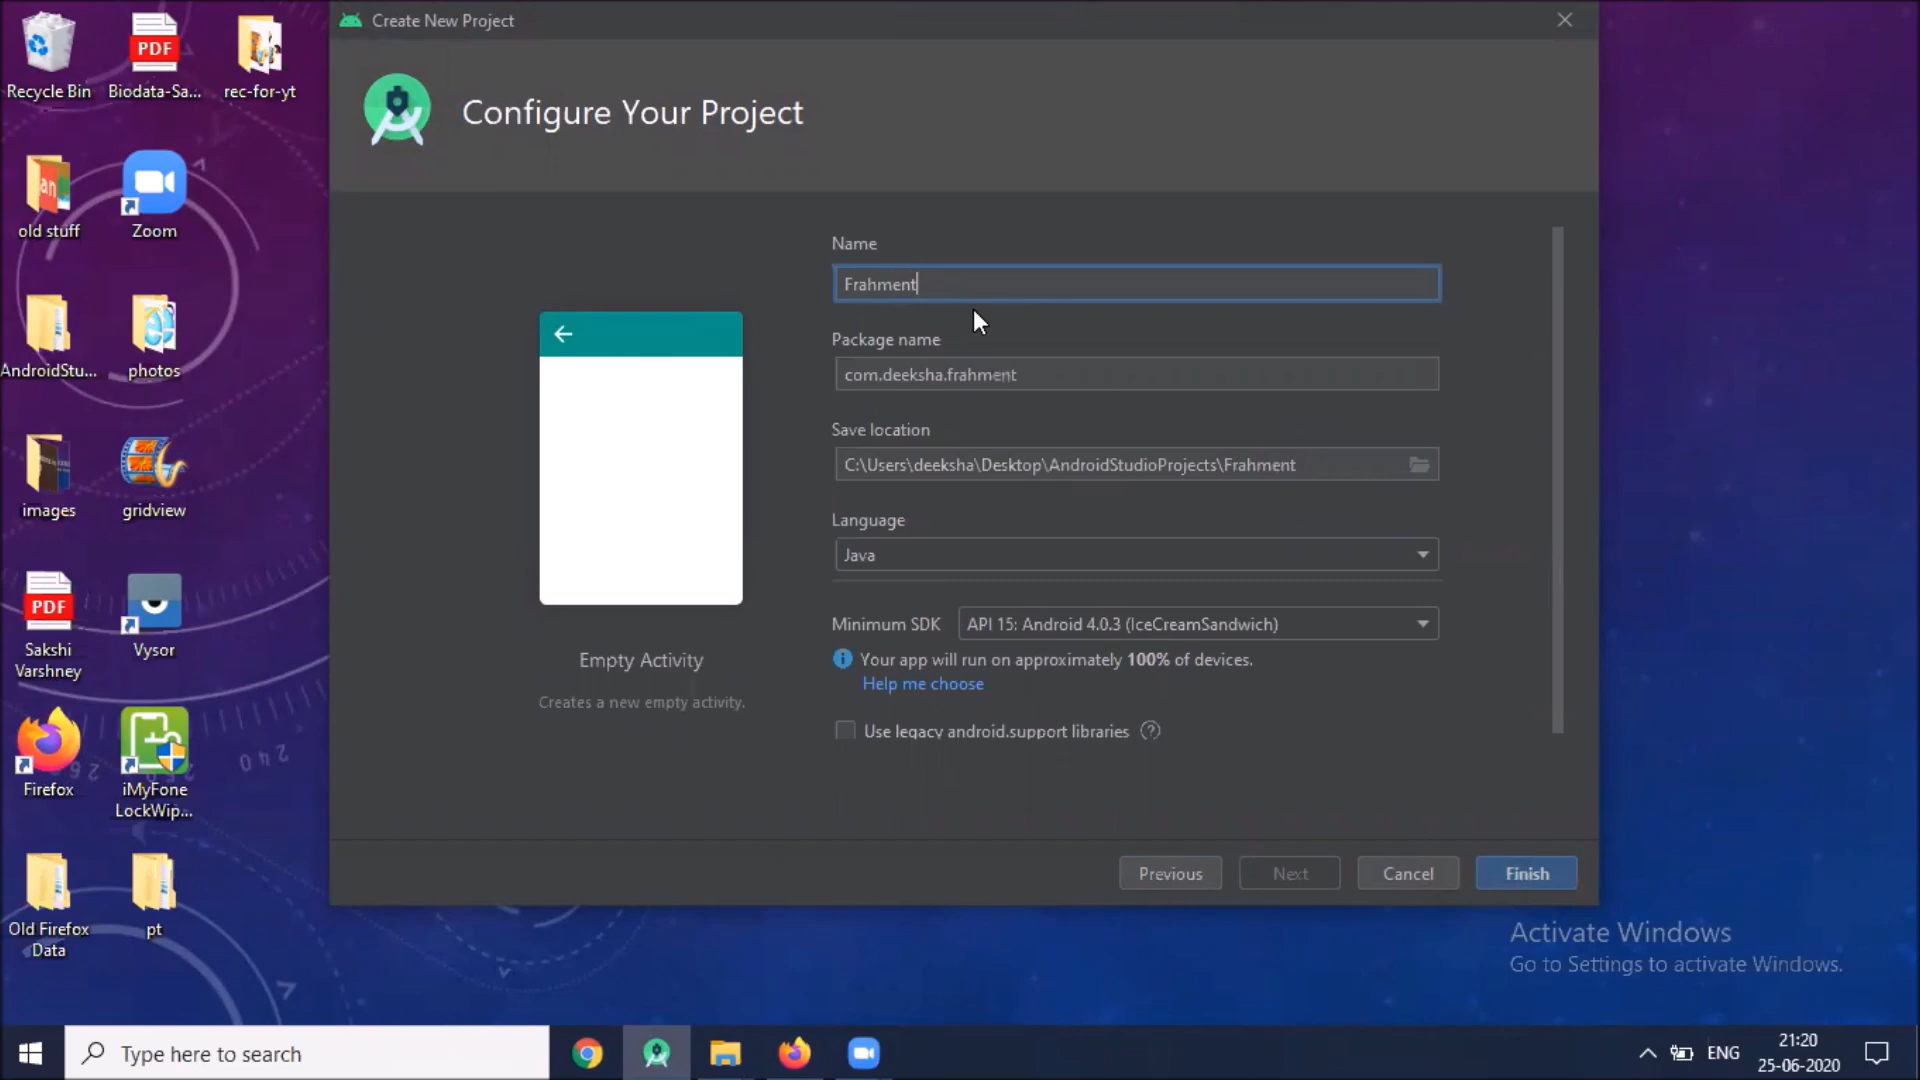 Create New Project
Configure Your Project
Name
Frahment
Package name
com.deeksha.frahment
Save location
C:\Users\deeksha\Desktop\AndroidStudioProjects\Frahment
Language
Java
Minimum SDK
API 15: Android 4.0.3 (IceCreamSandwich)
Your app will run on approximately 100% of devices.
Help me choose
Use legacy android.support libraries
Empty Activity
Creates a new empty activity.
Previous
Next
Cancel
Finish
Recycle Bin
PDF
Biodata-Sa...
rec-for-yt
old stuff
Zoom
AndroidStu...
photos
images
gridview
PDF
Sakshi
Varshney
Vysor
Firefox
iMyFone
LockWip...
Old Firefox
Data
pt
Activate Windows
Go to Settings to activate Windows.
Type here to search
ENG
21:20
25-06-2020